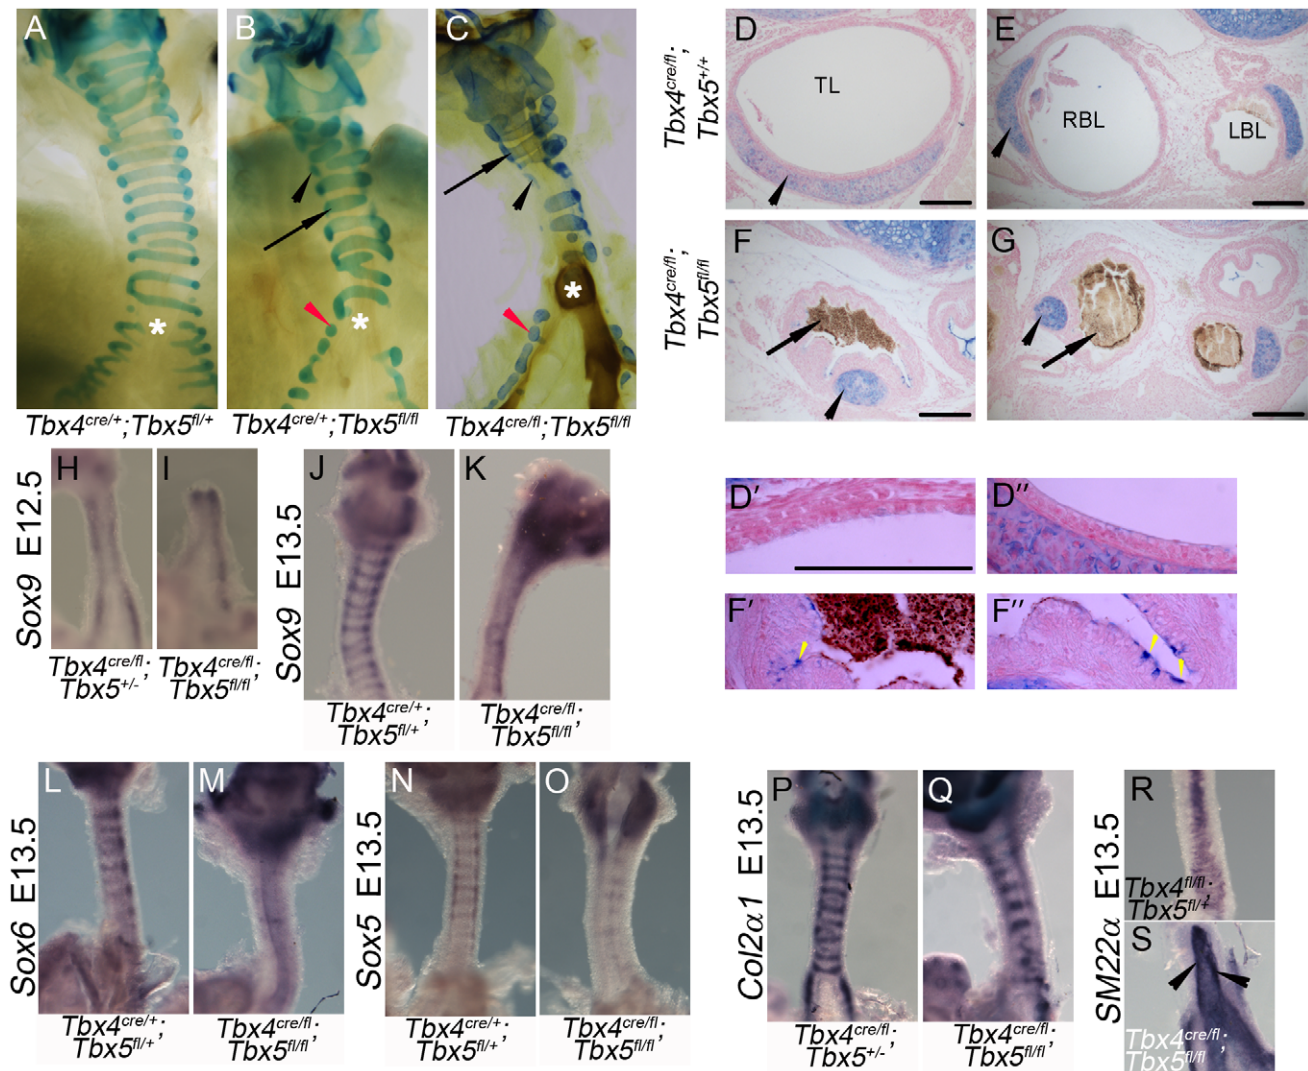 A
B
C
*
*
*
Tbx4cre/+;Tbx5fl/+
Tbx4cre/+;Tbx5fl/fl
Tbx4cre/fl;Tbx5fl/fl
Tbx4cre/fl;
Tbx5+/+
D
TL
E
RBL
LBL
Tbx4cre/fl;
Tbx5fl/fl
F
G
Sox9 E12.5
H
I
Tbx4cre/fl;
Tbx5+/-
Tbx4cre/fl;
Tbx5fl/fl
Sox9 E13.5
J
K
Tbx4cre/+;
Tbx5fl/+
Tbx4cre/fl;
Tbx5fl/fl
D′
D′′
F′
F′′
Sox6 E13.5
L
M
Tbx4cre/+;
Tbx5fl/+
Tbx4cre/fl;
Tbx5fl/fl
Sox5 E13.5
N
O
Tbx4cre/+;
Tbx5fl/+
Tbx4cre/fl;
Tbx5fl/fl
Col2α1 E13.5
P
Q
Tbx4cre/fl;
Tbx5+/-
Tbx4cre/fl;
Tbx5fl/fl
SM22α E13.5
R
Tbx4fl/fl;
Tbx5fl/+
S
Tbx4cre/fl;
Tbx5fl/fl